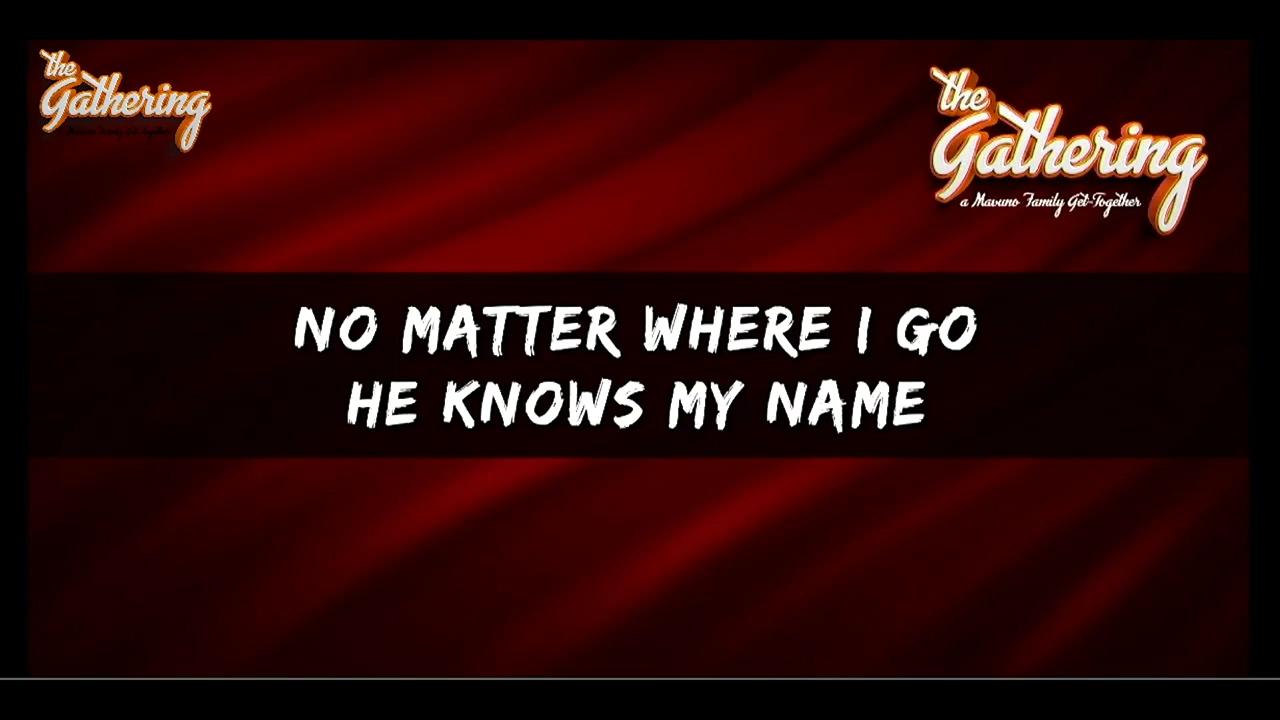 the
Gathering
the
Gathering
a Mavuno Family Get-Together
NO MATTER WHERE I GO
HE KNOWS MY NAME